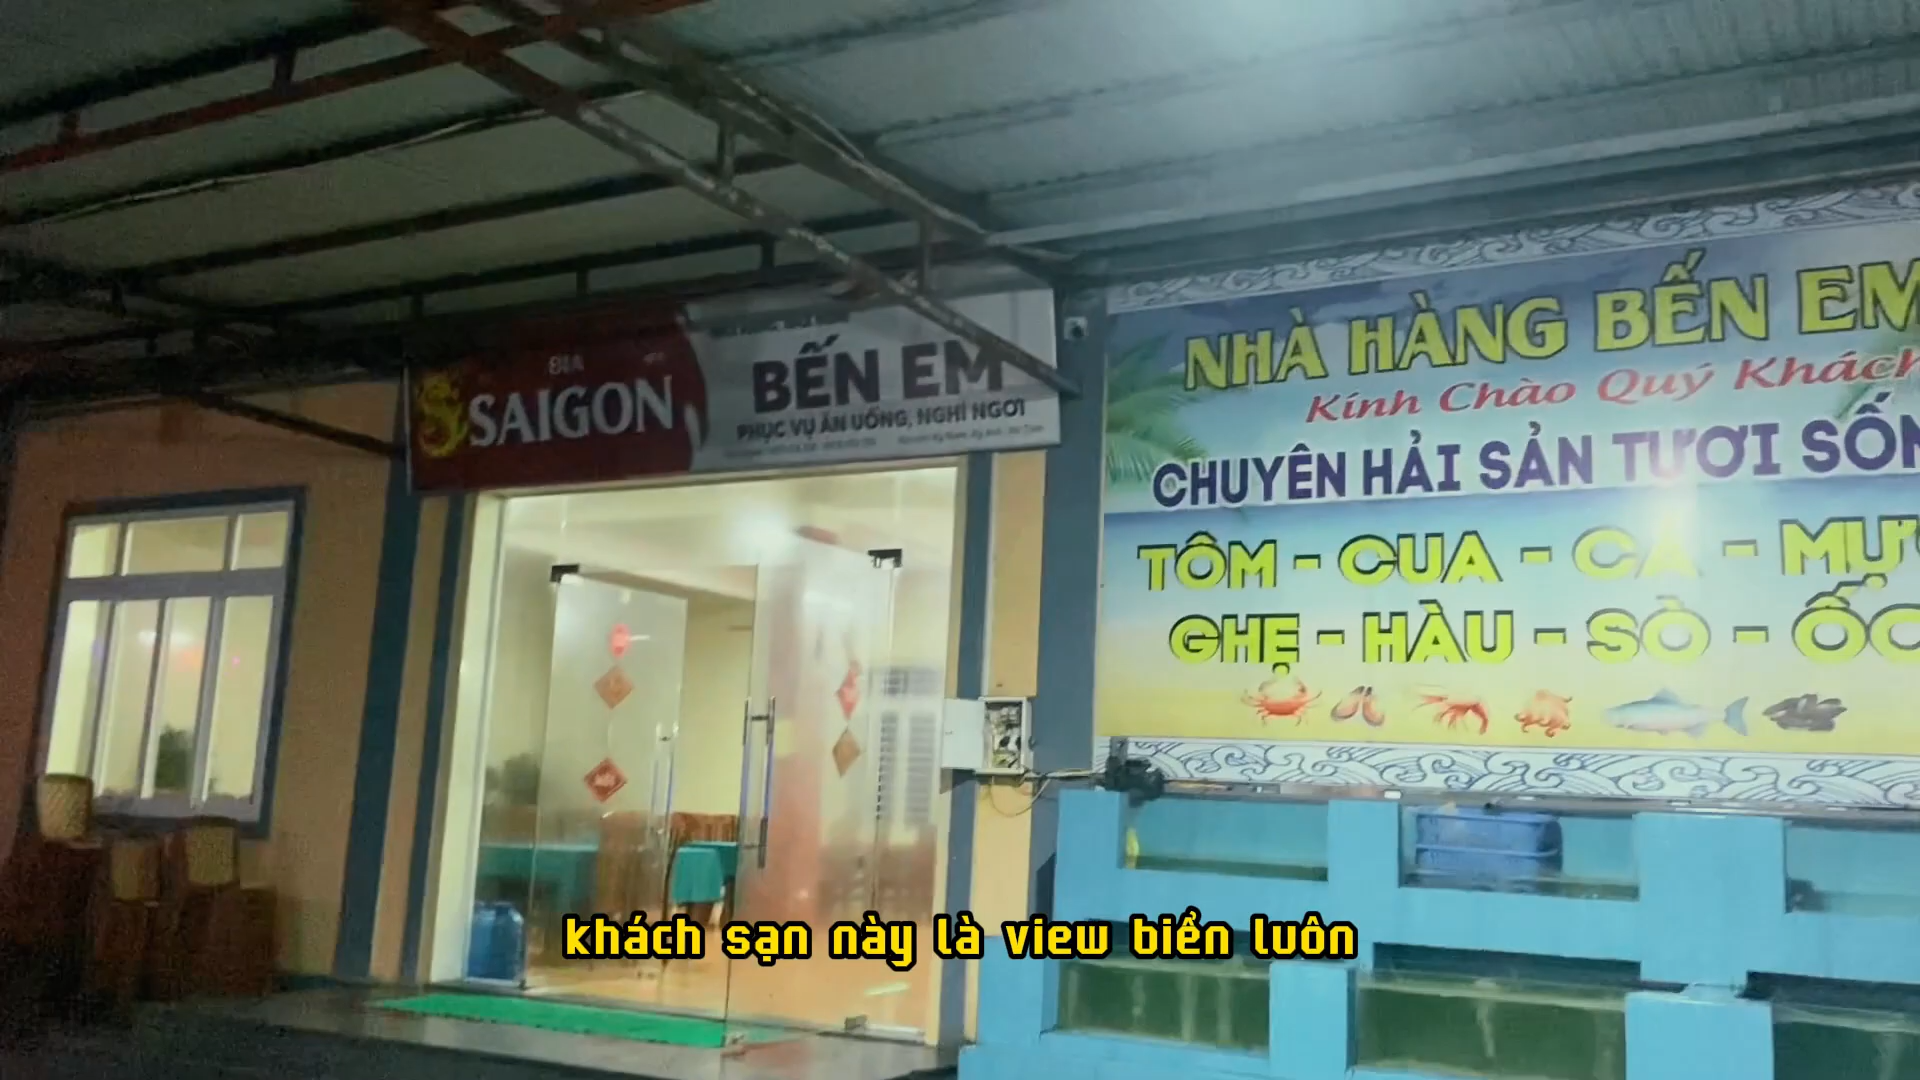 BIA
SAIGON
BẾN EM
PHỤC VỤ ĂN UỐNG, NGHỈ NGƠI
NHÀ HÀNG BẾN EM
Kính Chào Quý Khách
CHUYÊN HẢI SẢN TƯƠI SỐN
TÔM - CUA - CÁ - MỰ
GHẸ - HÀU - SÒ - ỐC
khách sạn này là view biển luôn